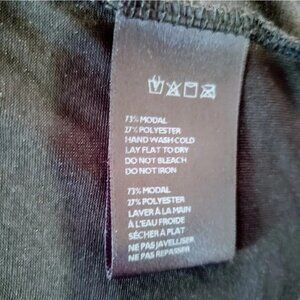 73% MODAL
27% POLYESTER
HAND WASH COLD
LAY FLAT TO DRY
DO NOT BLEACH
DO NOT IRON
73% MODAL
27% POLYESTER
LAVER À LA MAIN
À L'EAU FROIDE
SÉCHER À PLAT
NE PAS JAVELLISER
NE PAS REPASSER